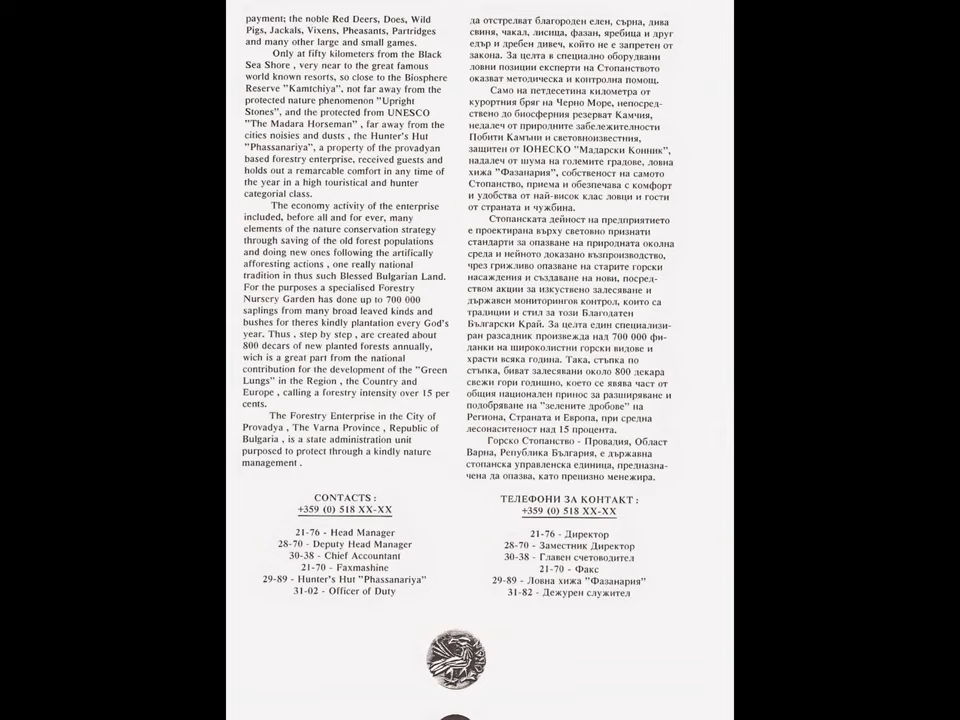 payment; the noble Red Deers, Does, Wild
Pigs, Jackals, Vixens, Pheasants, Partridges
and many other large and small games.
Only at fifty kilometers from the Black
Sea Shore , very near to the great famous
world known resorts, so close to the Biosphere
Reserve "Kamtchiya", not far away from the
protected nature phenomenon "Upright
Stones", and the protected from UNESCO
"The Madara Horseman" , far away from the
cities noisies and dusts , the Hunter's Hut
"Phassanariya", a property of the provadyan
based forestry enterprise, received guests and
holds out a remarcable comfort in any time of
the year in a high touristical and hunter
categorial class.
The economy activity of the enterprise
included, before all and for ever, many
elements of the nature conservation strategy
through saving of the old forest populations
and doing new ones following the artifically
afforesting actions , one really national
tradition in thus such Blessed Bulgarian Land.
For the purposes a specialised Forestry
Nursery Garden has done up to 700 000
saplings from many broad leaved kinds and
bushes for theres kindly plantation every God's
year. Thus , step by step , are created about
800 decars of new planted forests annually,
wich is a great part from the national
contribution for the development of the "Green
Lungs" in the Region , the Country and
Europe , calling a forestry intensity over 15 per
cents.
The Forestry Enterprise in the City of
Provadya , The Varna Province , Republic of
Bulgaria , is a state administration unit
purposed to protect through a kindly nature
management .
CONTACTS :
+359 (0) 518 XX-XX
21-76 - Head Manager
28-70 - Deputy Head Manager
30-38 - Chief Accountant
21-70 - Faxmashine
29-89 - Hunter's Hut "Phassanariya"
31-02 - Officer of Duty
да отстрелват благороден елен, сърна, дива
свиня, чакал, лисица, фазан, яребица и друг
едър и дребен дивеч, който не е запретен от
закона. За целта в специално оборудвани
ловни позиции експерти на Стопанството
оказват методическа и контролна помощ.
Само на петдесетина километра от
курортния бряг на Черно Море, непосред-
ствено до биосферния резерват Камчия,
недалеч от природните забележителности
Побити Камъни и световноизвестния,
защитен от ЮНЕСКО "Мадарски Конник",
надалеч от шума на големите градове, ловна
хижа "Фазанария", собственост на самото
Стопанство, приема и обезпечава с комфорт
и удобства от най-висок клас ловци и гости
от страната и чужбина.
Стопанската дейност на предприятието
е проектирана върху световно признати
стандарти за опазване на природната околна
среда и нейното доказано възпроизводство,
чрез грижливо опазване на старите горски
насаждения и създаване на нови, посред-
ством акции за изкуствено залесяване и
държавен мониторингов контрол, които са
традиции и стил за този Благодатен
Български Край. За целта един специализи-
ран разсадник произвежда над 700 000 фи-
данки на широколистни горски видове и
храсти всяка година. Така, стъпка по
стъпка, биват залесявани около 800 декара
свежи гори годишно, което се явява част от
общия национален принос за разширяване и
подобряване на "зелените дробове" на
Региона, Страната и Европа, при средна
лесонаситеност над 15 процента.
Горско Стопанство - Провадия, Област
Варна, Република България, е държавна
стопанска управленска единица, предназна-
чена да опазва, като прецизно менежира.
ТЕЛЕФОНИ ЗА КОНТАКТ :
+359 (0) 518 XX-XX
21-76 - Директор
28-70 - Заместник Директор
30-38 - Главен счетоводител
21-70 - Факс
29-89 - Ловна хижа "Фазанария"
31-82 - Дежурен служител